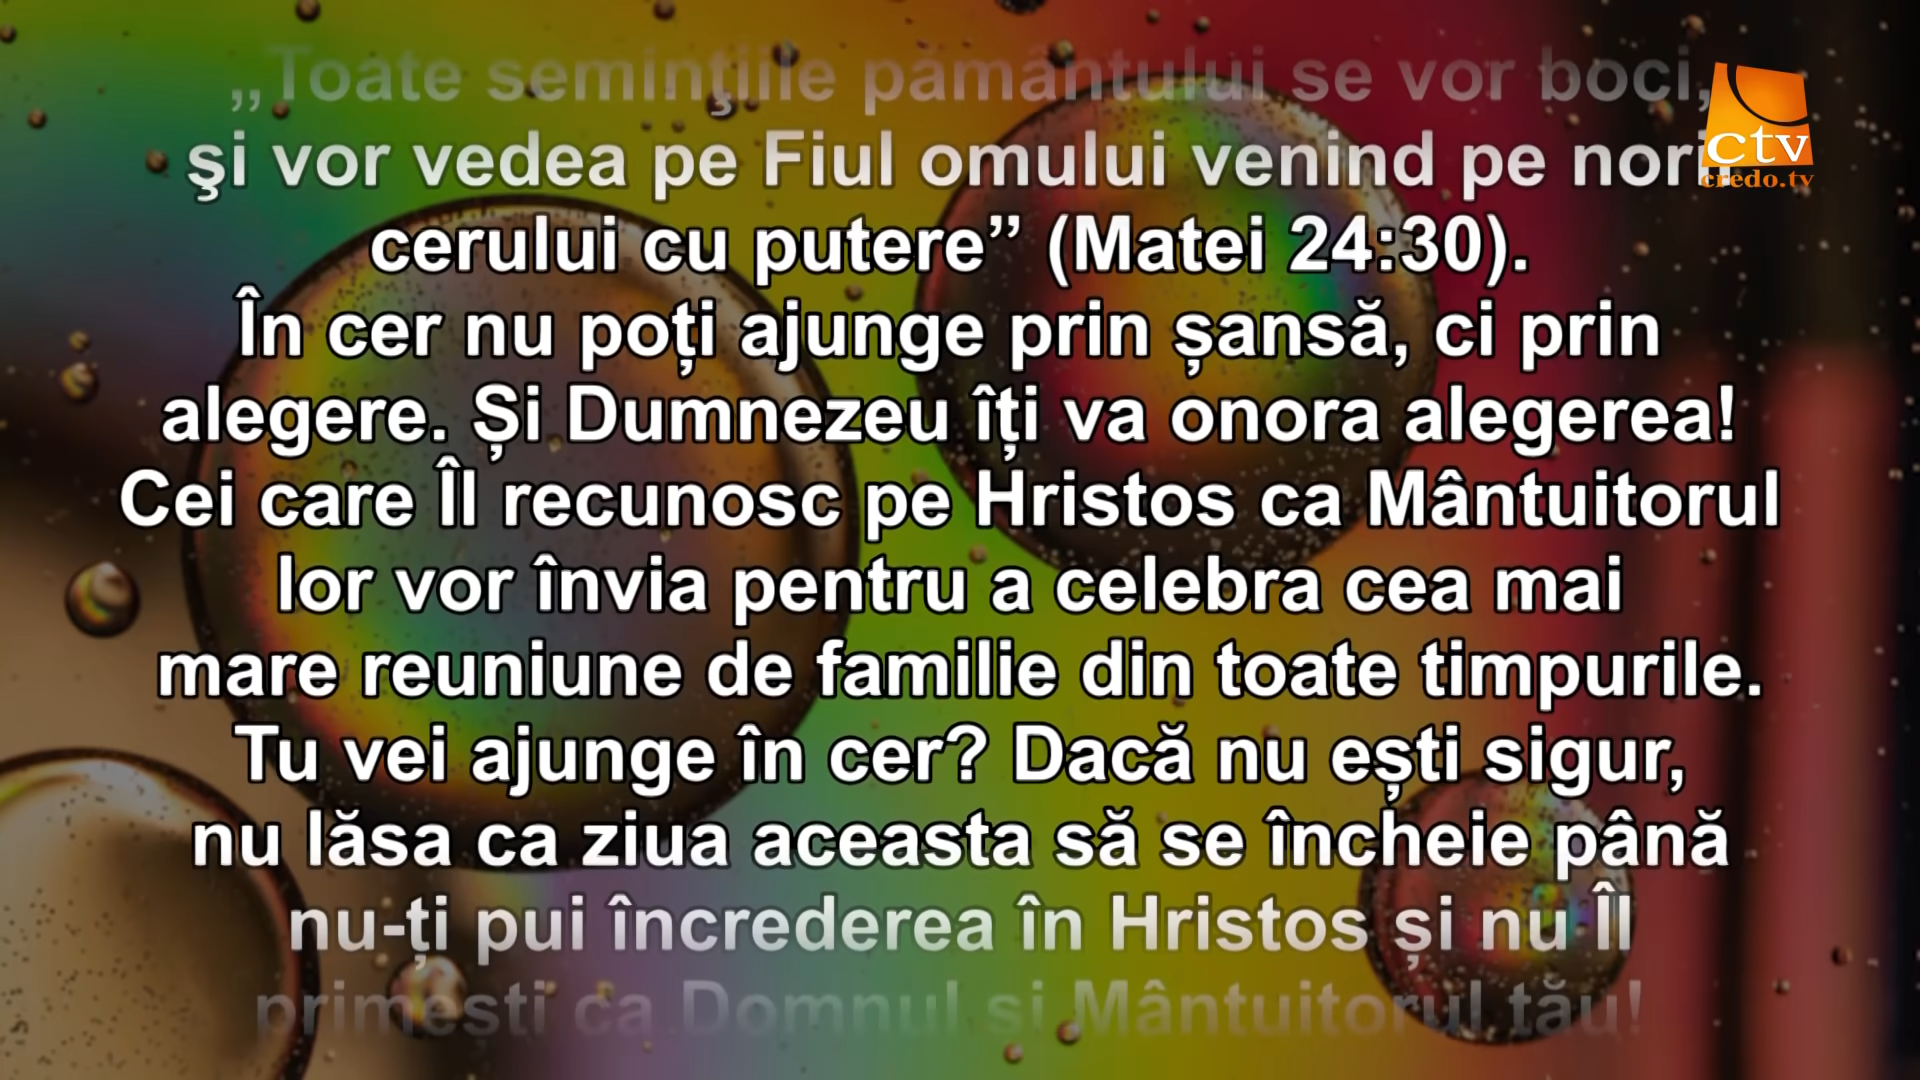 „Toate seminţiile pământului se vor boci,
şi vor vedea pe Fiul omului venind pe norii
cerului cu putere” (Matei 24:30).
În cer nu poți ajunge prin șansă, ci prin
alegere. Și Dumnezeu îți va onora alegerea!
Cei care Îl recunosc pe Hristos ca Mântuitorul
lor vor învia pentru a celebra cea mai
mare reuniune de familie din toate timpurile.
Tu vei ajunge în cer? Dacă nu ești sigur,
nu lăsa ca ziua aceasta să se încheie până
nu-ți pui încrederea în Hristos și nu Îl
primești ca Domnul și Mântuitorul tău!
ctv
credo.tv